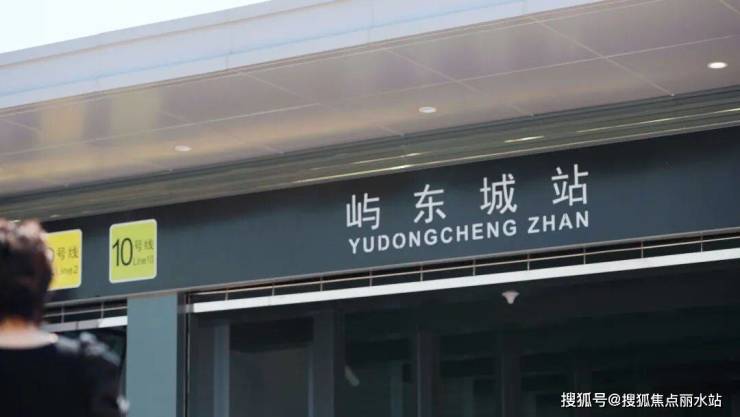 屿东城站
YUDONGCHENG ZHAN
号线
Line2
10号线
Line10
搜狐号@搜狐焦点丽水站